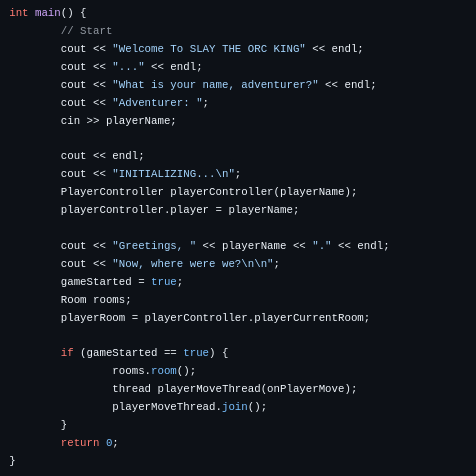 int main() {
// Start
cout << "Welcome To SLAY THE ORC KING" << endl;
cout << "..." << endl;
cout << "What is your name, adventurer?" << endl;
cout << "Adventurer: ";
cin >> playerName;
cout << endl;
cout << "INITIALIZING...\n";
PlayerController playerController(playerName);
playerController.player = playerName;
cout << "Greetings, " << playerName << "." << endl;
cout << "Now, where were we?\n\n";
gameStarted = true;
Room rooms;
playerRoom = playerController.playerCurrentRoom;
if (gameStarted == true) {
rooms.room();
thread playerMoveThread(onPlayerMove);
playerMoveThread.join();
}
return 0;
}